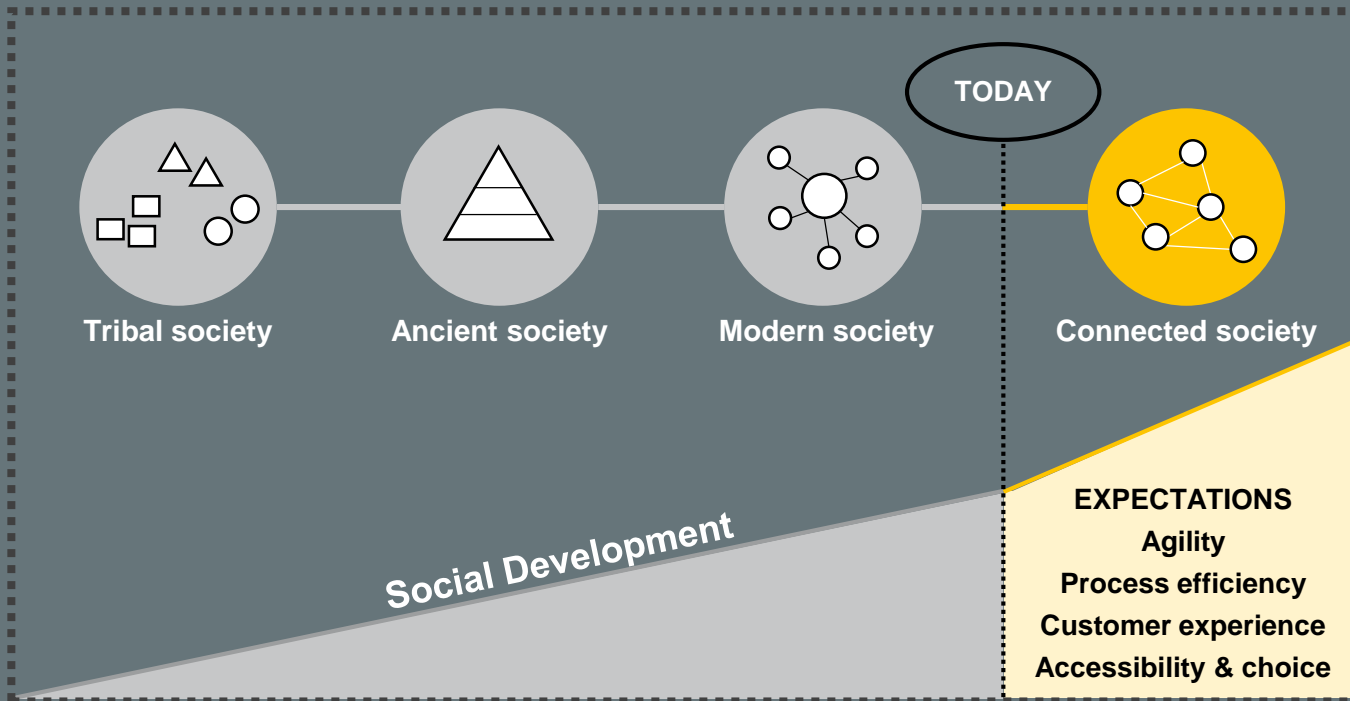 TODAY
Tribal society
Ancient society
Modern society
Connected society
Social Development
EXPECTATIONS
Agility
Process efficiency
Customer experience
Accessibility & choice